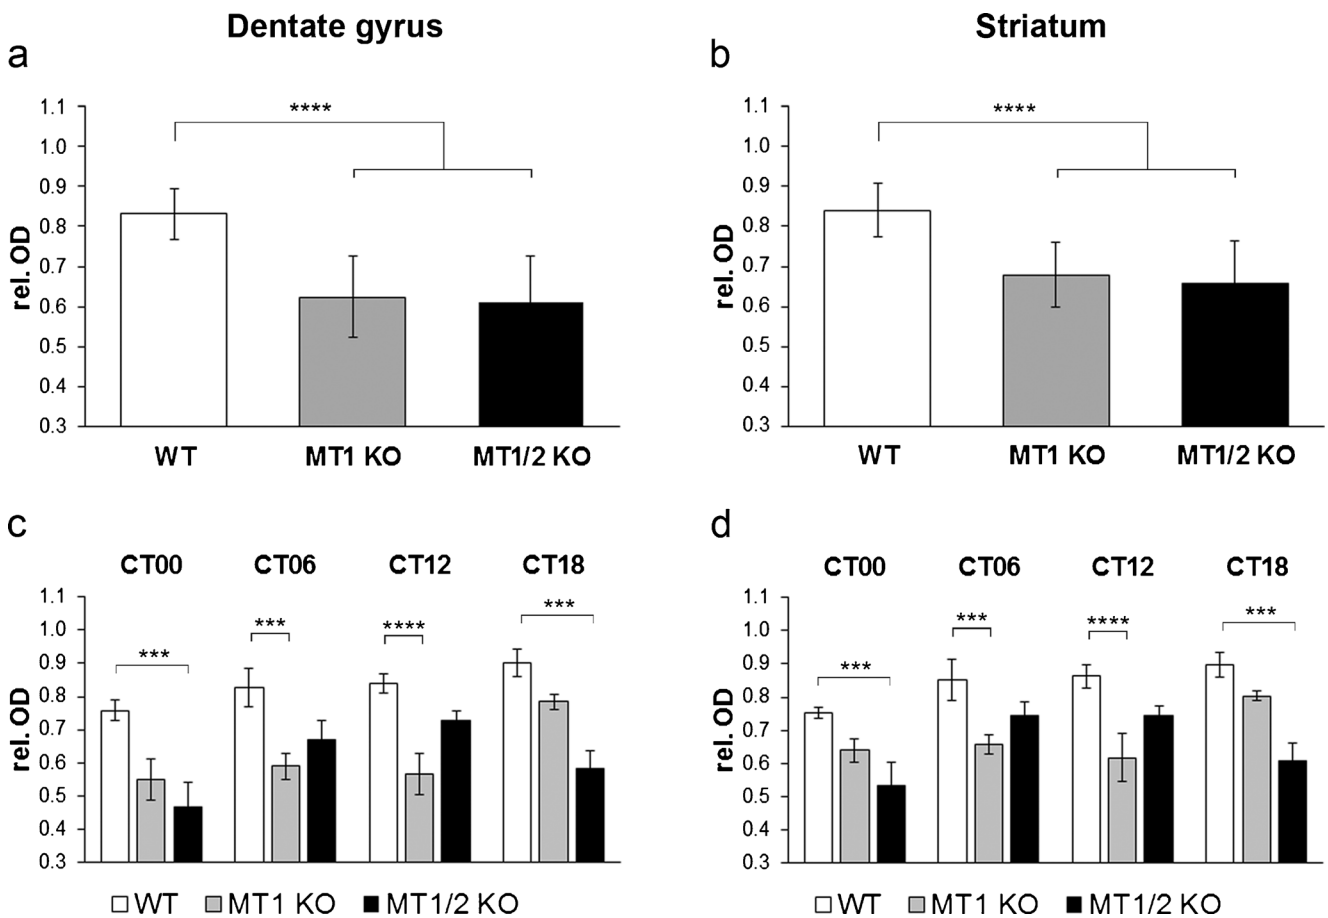 Dentate gyrus
Striatum
a
b
1.1
1.0
0.9
0.8
0.7
0.6
0.5
0.4
0.3
rel. OD
****
WT
MT1 KO
MT1/2 KO
1.1
1.0
0.9
0.8
0.7
0.6
0.5
0.4
0.3
rel. OD
****
WT
MT1 KO
MT1/2 KO
c
CT00
CT06
CT12
CT18
1.1
1.0
0.9
0.8
0.7
0.6
0.5
0.4
0.3
rel. OD
***
***
****
***
WT
MT1 KO
MT1/2 KO
d
CT00
CT06
CT12
CT18
1.1
1.0
0.9
0.8
0.7
0.6
0.5
0.4
0.3
rel. OD
***
***
****
***
WT
MT1 KO
MT1/2 KO